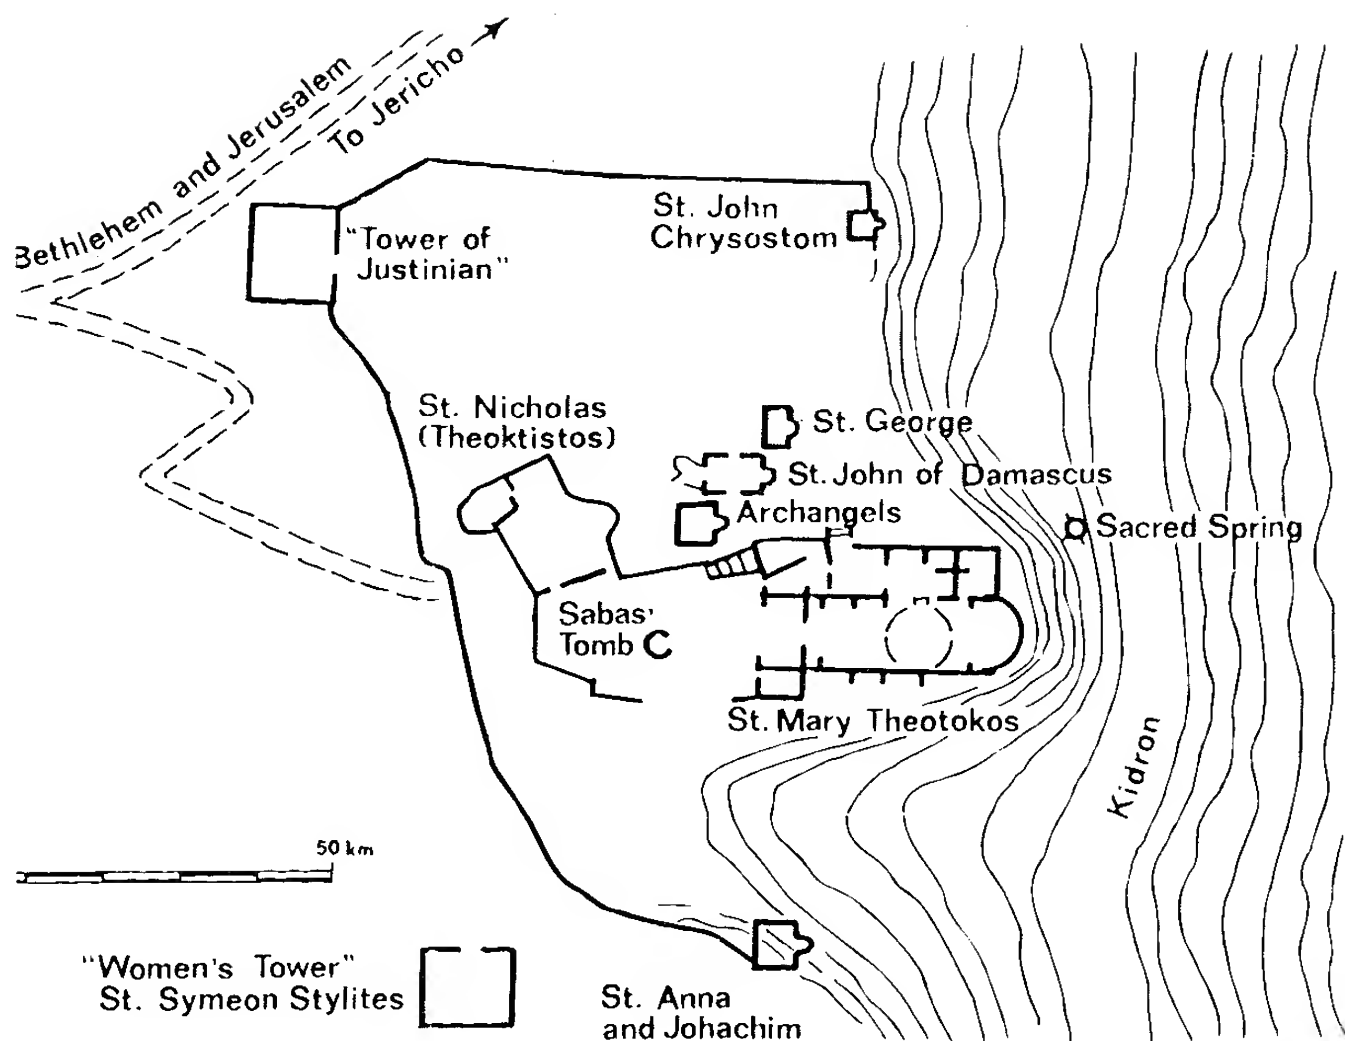 Bethlehem and Jerusalem
To Jericho
St. John
Chrysostom
"Tower of
Justinian"
St. Nicholas
(Theoktistos)
St. George
St. John of Damascus
Archangels
Sacred Spring
Sabas'
Tomb
St. Mary Theotokos
Kidron
50 km
"Women's Tower"
St. Symeon Stylites
St. Anna
and Johachim